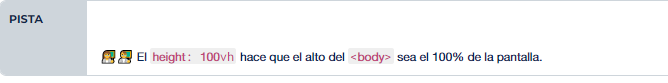 PISTA
👩‍🏫👩‍🏫 El height: 100vh hace que el alto del <body> sea el 100% de la pantalla.